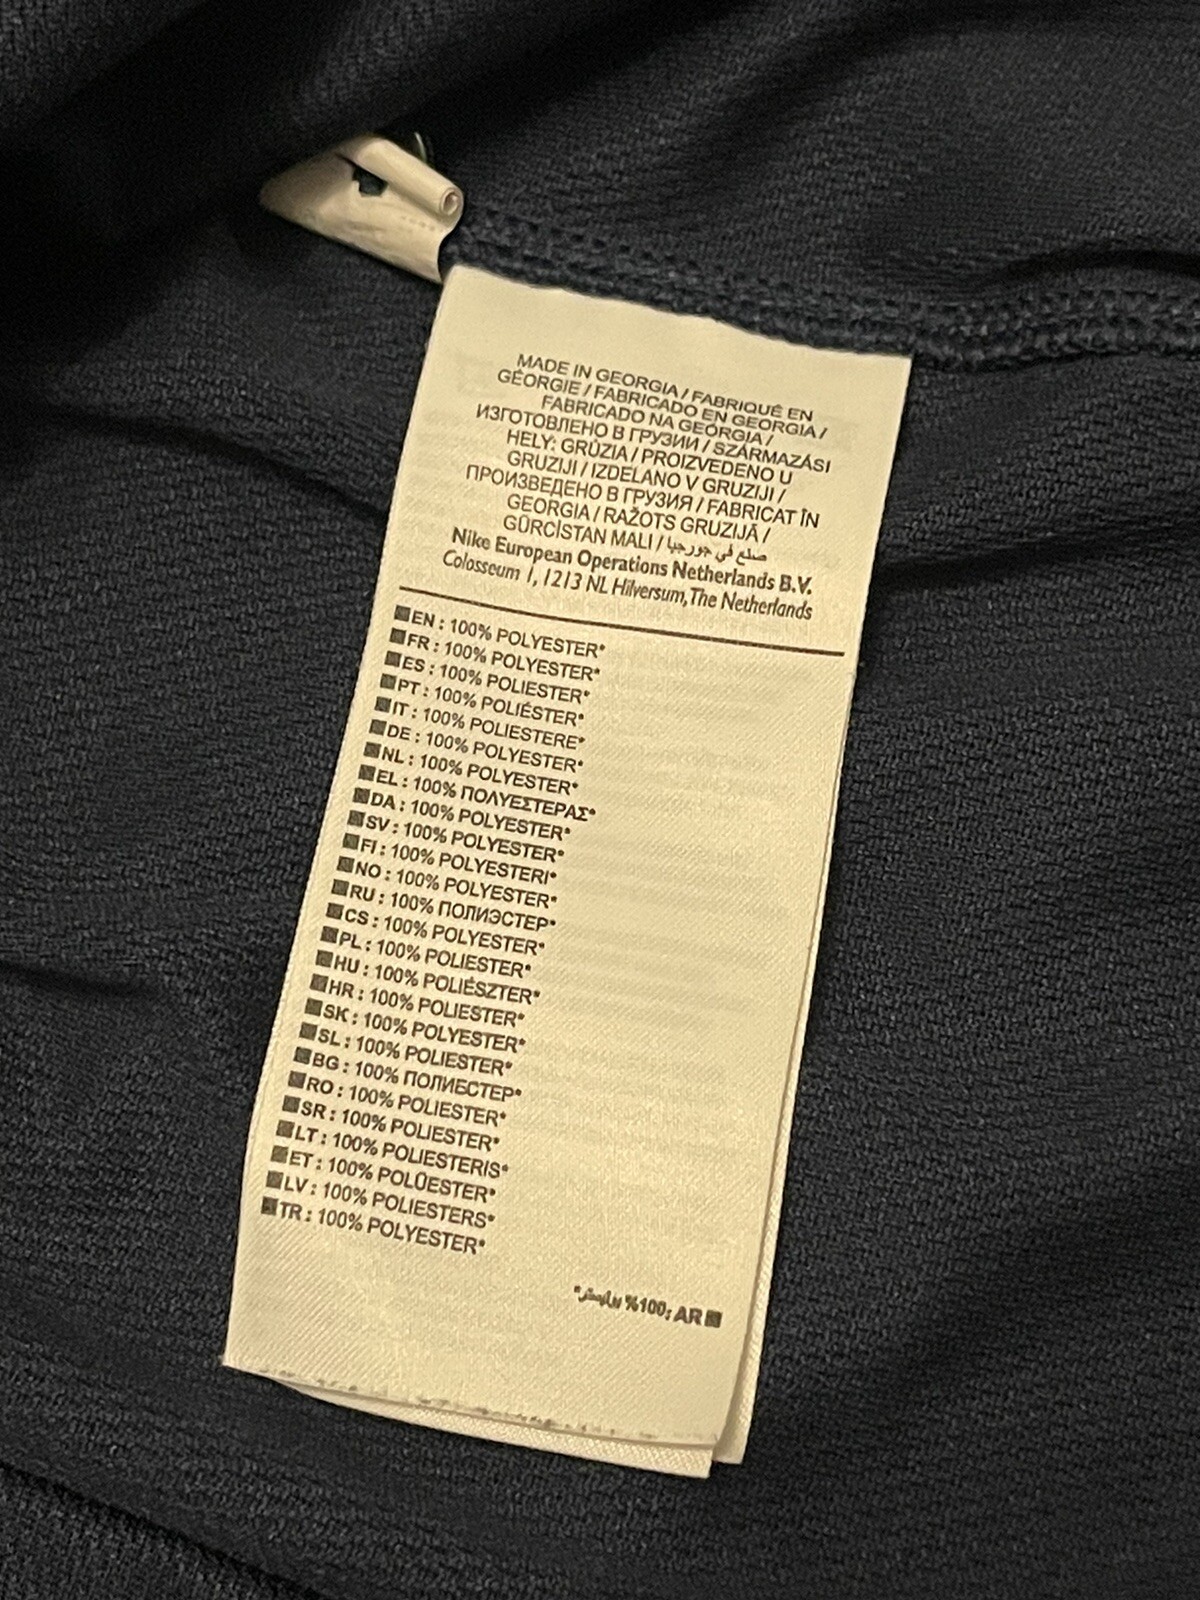 MADE IN GEORGIA / FABRIQUÉ EN
GÉORGIE / FABRICADO EN GEORGIA /
FABRICADO NA GEÓRGIA /
ИЗГОТОВЛЕНО В ГРУЗИИ / SZÁRMAZÁSI
HELY: GRÚZIA / PROIZVEDENO U
GRUZIJI / IZDELANO V GRUZIJI /
ПРОИЗВЕДЕНО В ГРУЗИЯ / FABRICAT ÎN
GEORGIA / RAŽOTS GRUZIJĀ /
GÜRCİSTAN MALI / صنع في جورجيا
Nike European Operations Netherlands B.V.
Colosseum 1, 1213 NL Hilversum, The Netherlands
EN : 100% POLYESTER*
FR : 100% POLYESTER*
ES : 100% POLIESTER*
PT : 100% POLIÉSTER*
IT : 100% POLIESTERE*
DE : 100% POLYESTER*
NL : 100% POLYESTER*
EL : 100% ΠΟΛΥΕΣΤΕΡΑΣ*
DA : 100% POLYESTER*
SV : 100% POLYESTER*
FI : 100% POLYESTERI*
NO : 100% POLYESTER*
RU : 100% ПОЛИЭСТЕР*
CS : 100% POLYESTER*
PL : 100% POLIESTER*
HU : 100% POLIÉSZTER*
HR : 100% POLIESTER*
SK : 100% POLYESTER*
SL : 100% POLIESTER*
BG : 100% ПОЛИЕСТЕР*
RO : 100% POLIESTER*
SR : 100% POLIESTER*
LT : 100% POLIESTERIS*
ET : 100% POLÜESTER*
LV : 100% POLIESTERS*
TR : 100% POLYESTER*
AR :100% بوليستر*